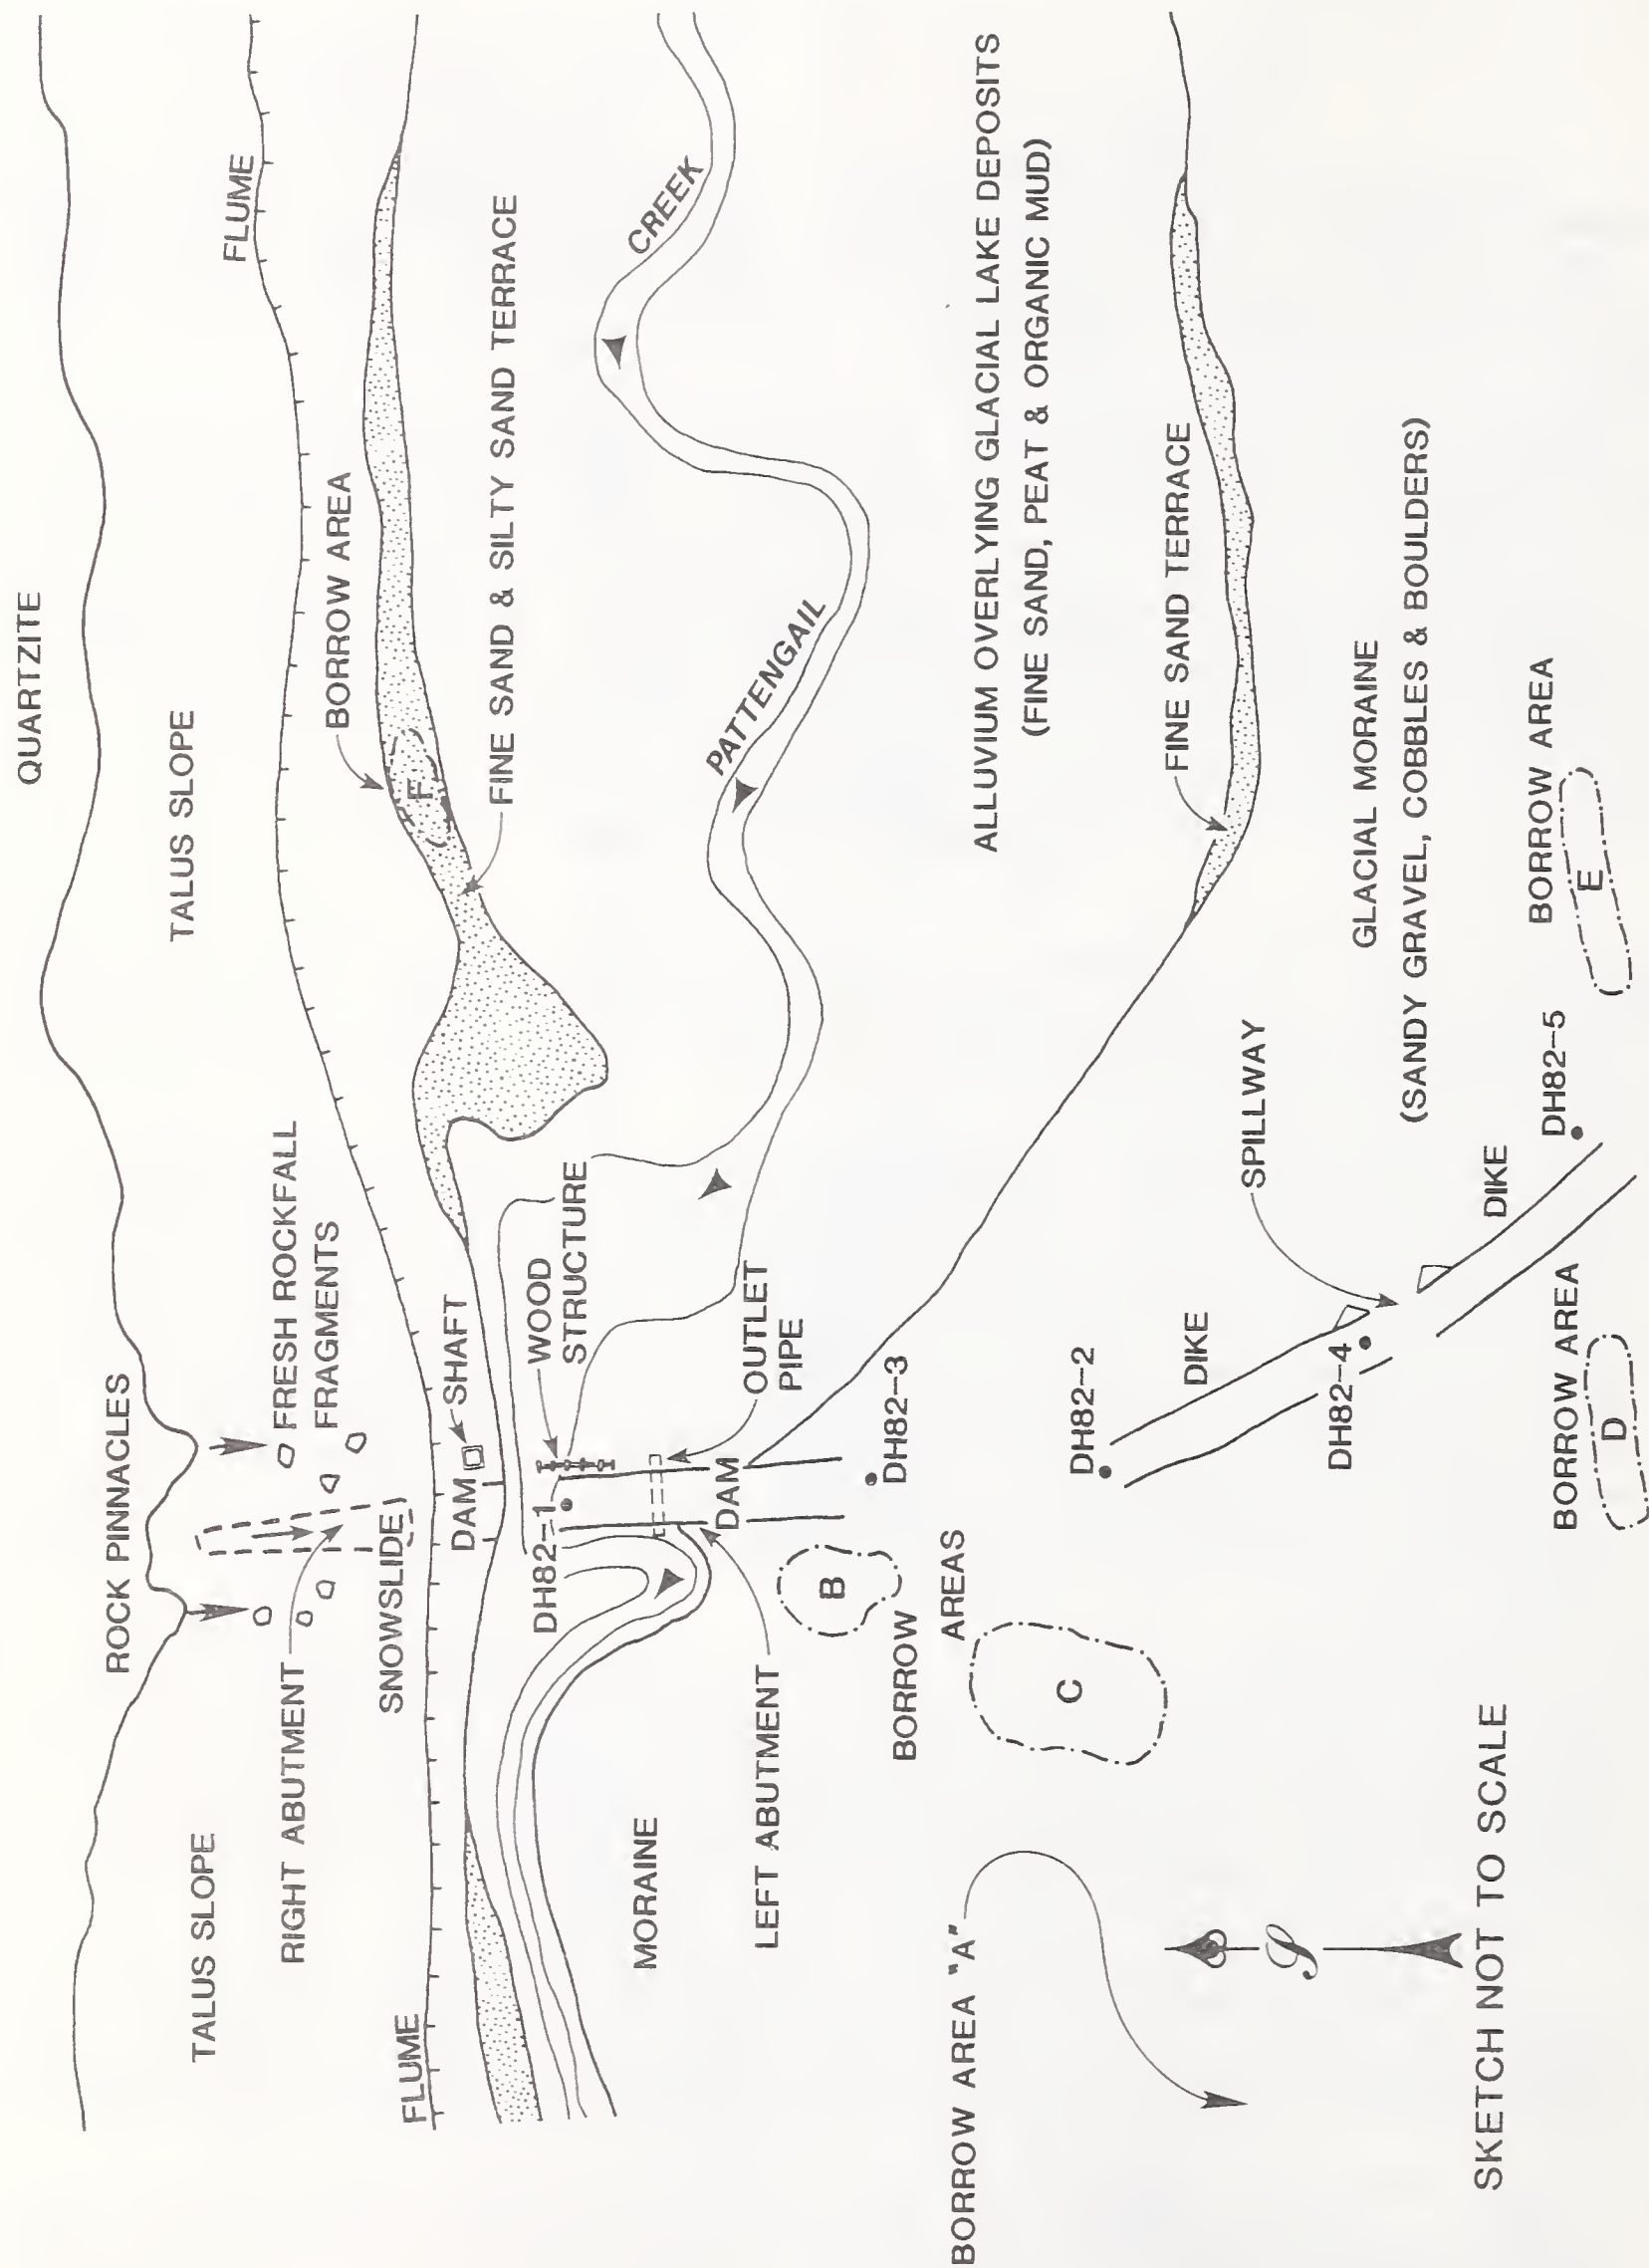 QUARTZITE
ROCK PINNACLES
TALUS SLOPE
TALUS SLOPE
FLUME
FRESH ROCKFALL
FRAGMENTS
RIGHT ABUTMENT
BORROW AREA
SNOWSLIDE
FLUME
F
SHAFT
DAM
FINE SAND & SILTY SAND TERRACE
WOOD
STRUCTURE
DH82-1
CREEK
PATTENGAIL
MORAINE
OUTLET
PIPE
DAM
LEFT ABUTMENT
B
DH82-3
BORROW
AREAS
BORROW AREA "A"
C
ALLUVIUM OVERLYING GLACIAL LAKE DEPOSITS
(FINE SAND, PEAT & ORGANIC MUD)
DH82-2
FINE SAND TERRACE
DIKE
SPILLWAY
DH82-4
GLACIAL MORAINE
(SANDY GRAVEL, COBBLES & BOULDERS)
DIKE
DH82-5
BORROW AREA
E
BORROW AREA
D
S
SKETCH NOT TO SCALE